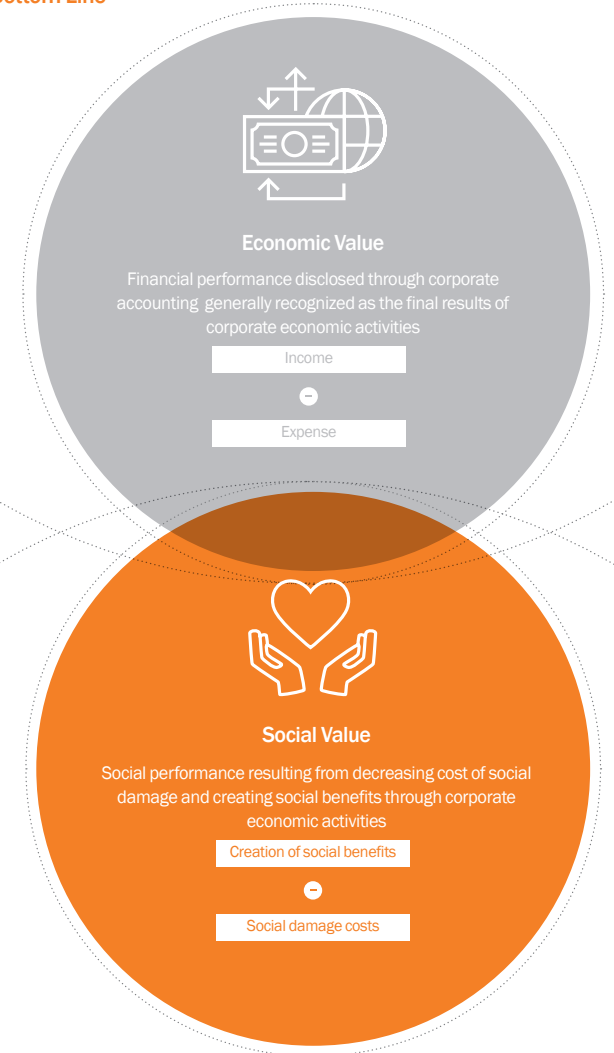 Bottom Line
Economic Value
Financial performance disclosed through corporate
accounting generally recognized as the final results of
corporate economic activities
Income
-
Expense
Social Value
Social performance resulting from decreasing cost of social
damage and creating social benefits through corporate
economic activities
Creation of social benefits
-
Social damage costs